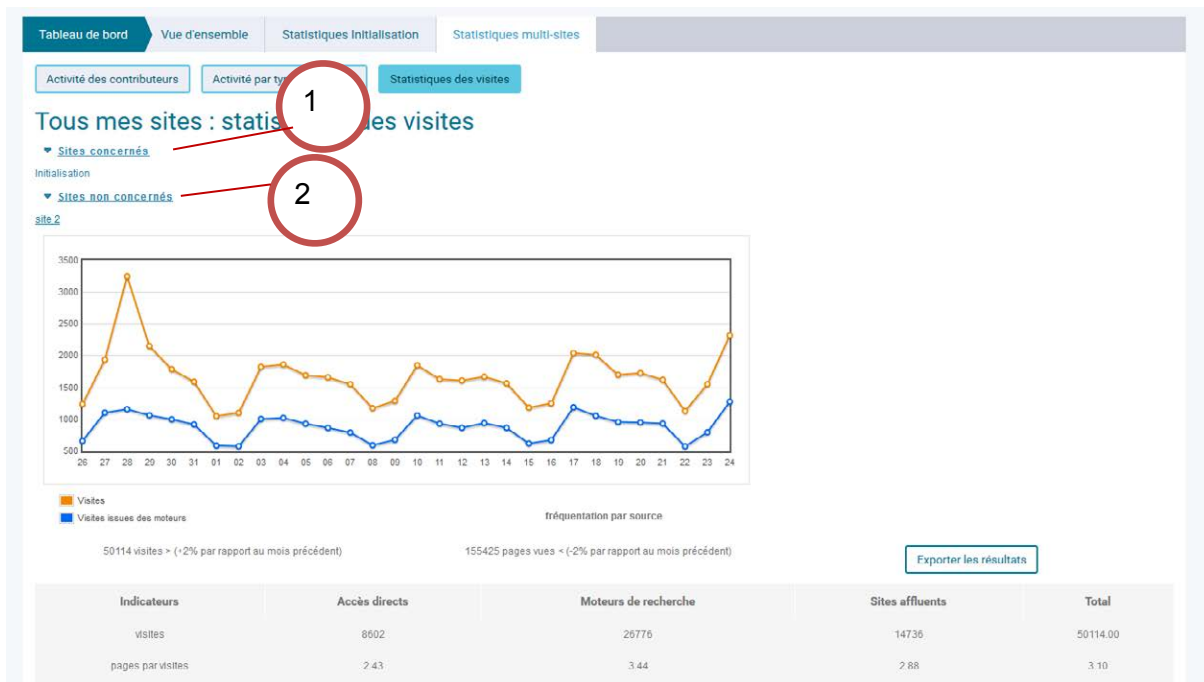 Tableau de bord Vue d'ensemble Statistiques Initialisation Statistiques multi-sites
Activité des contributeurs Activité par Statistiques des visites
1
Tous mes sites : visites
Sites concernés
Initialisation
Sites non concernés
2
site 2
3500
3000
2500
2000
1500
1000
500
26 27 28 29 30 31 01 02 03 04 05 06 07 08 09 10 11 12 13 14 15 16 17 18 19 20 21 22 23 24
Visites
Visites issues des moteurs
fréquentation par source
50114 visites > (+2% par rapport au mois précédent) 155425 pages vues < (-2% par rapport au mois précédent)
Exporter les résultats
Indicateurs Accès directs Moteurs de recherche Sites affluents Total
visites 8602 26776 14736 50114.00
pages par visites 2.43 3.44 2.88 3.10